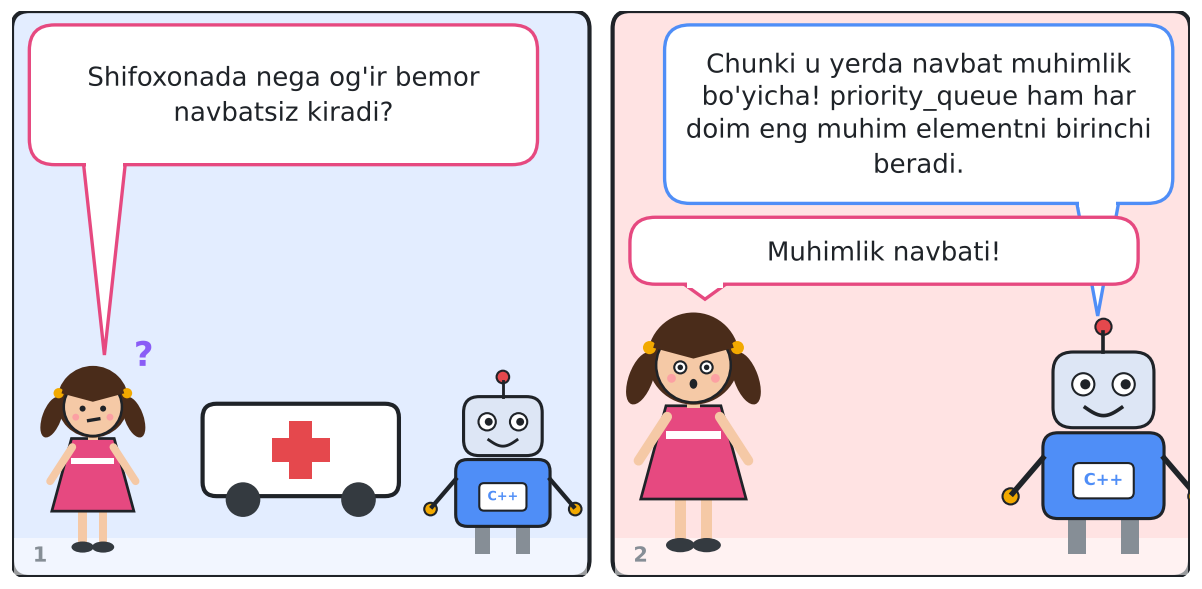 Shifoxonada nega og'ir bemor
navbatsiz kiradi?
?
C++
1
Chunki u yerda navbat muhimlik
bo'yicha! priority_queue ham har
doim eng muhim elementni birinchi
beradi.
Muhimlik navbati!
C++
2